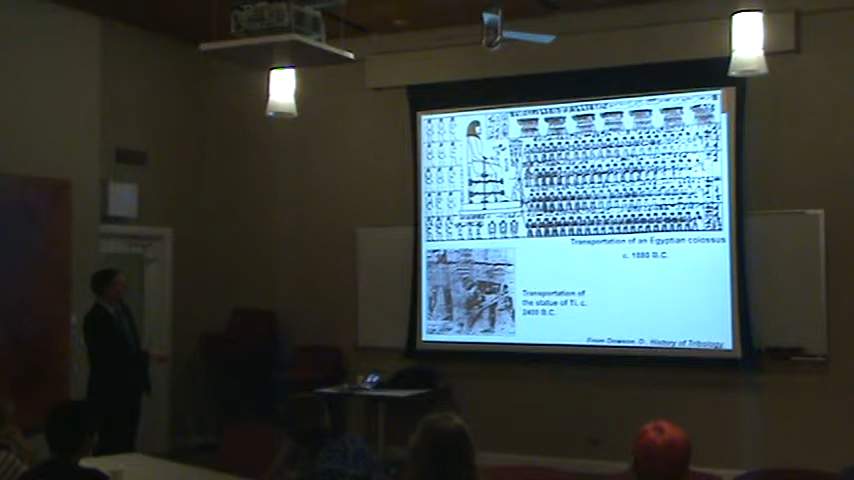 Transportation of an Egyptian colossus
c. 1880 B.C.
Transportation of
the statue of Ti, c.
2400 B.C.
From Dowson, D., History of Tribology